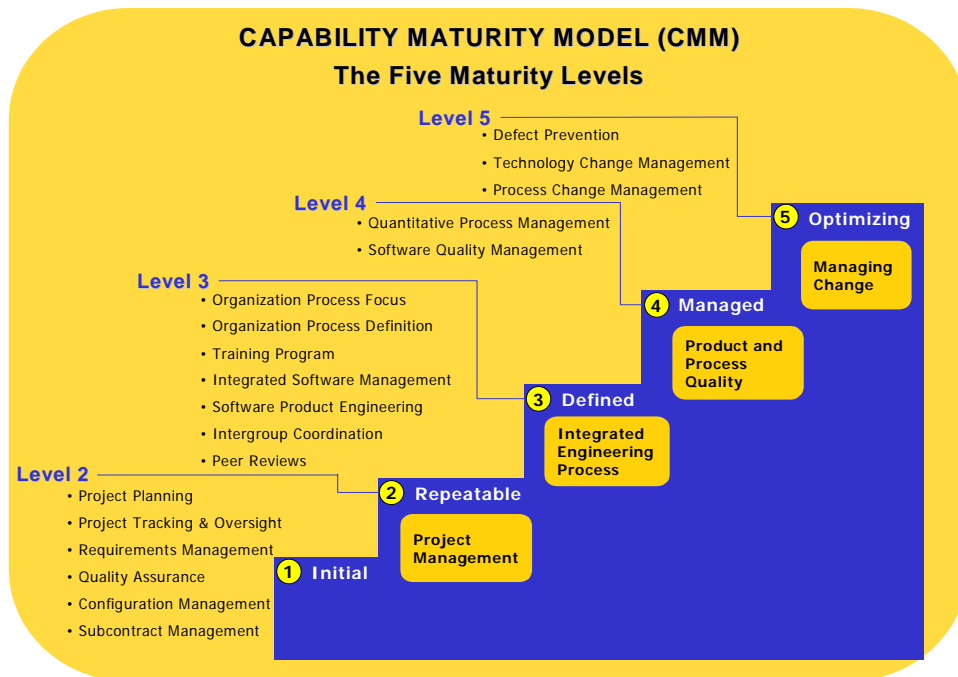 CAPABILITY MATURITY MODEL (CMM)
The Five Maturity Levels
Level 5
• Defect Prevention
• Technology Change Management
• Process Change Management
Level 4
• Quantitative Process Management
• Software Quality Management
Level 3
• Organization Process Focus
• Organization Process Definition
• Training Program
• Integrated Software Management
• Software Product Engineering
• Intergroup Coordination
• Peer Reviews
Level 2
• Project Planning
• Project Tracking & Oversight
• Requirements Management
• Quality Assurance
• Configuration Management
• Subcontract Management
5 Optimizing
Managing
Change
4 Managed
Product and
Process
Quality
3 Defined
Integrated
Engineering
Process
2 Repeatable
Project
Management
1 Initial